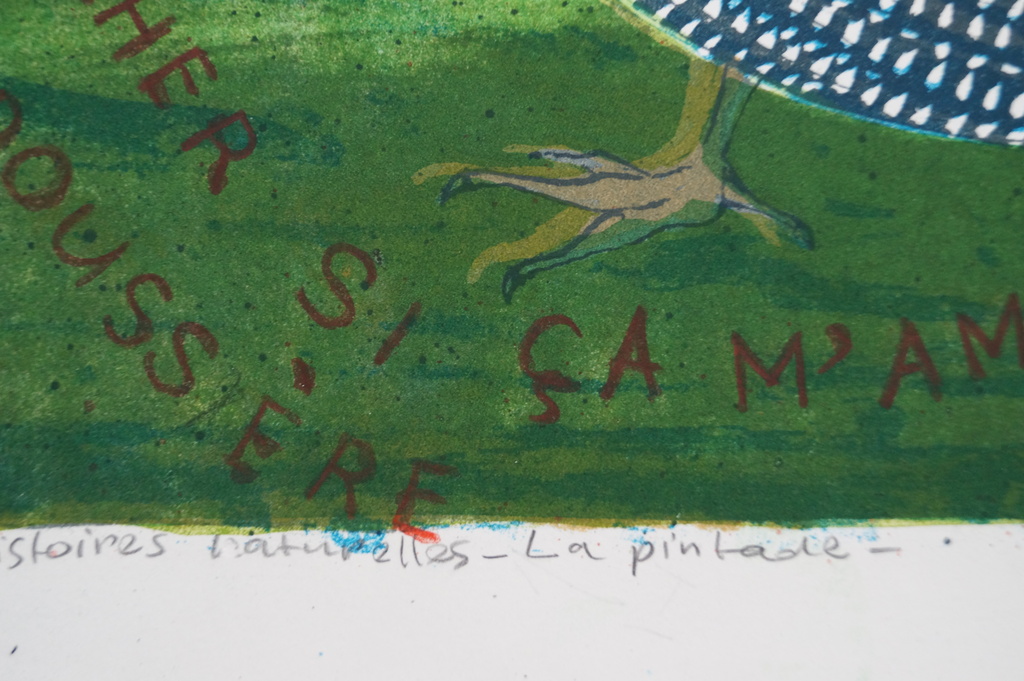 HER SI ÇA M'AM
OUSSÈRE
istoires naturelles - La pintade -